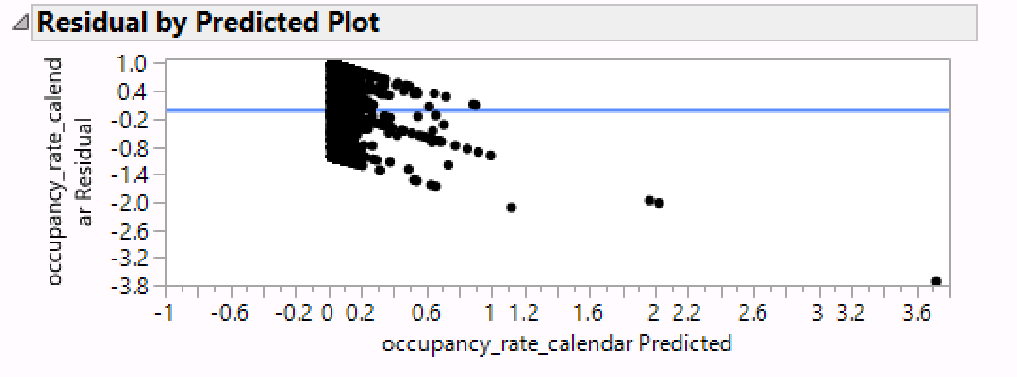 Residual by Predicted Plot
occupancy_rate_calend
ar Residual
1.0
0.4
-0.2
-0.8
-1.4
-2.0
-2.6
-3.2
-3.8
-1 -0.6 -0.2 0 0.2 0.6 1 1.2 1.6 2 2.2 2.6 3 3.2 3.6
occupancy_rate_calendar Predicted